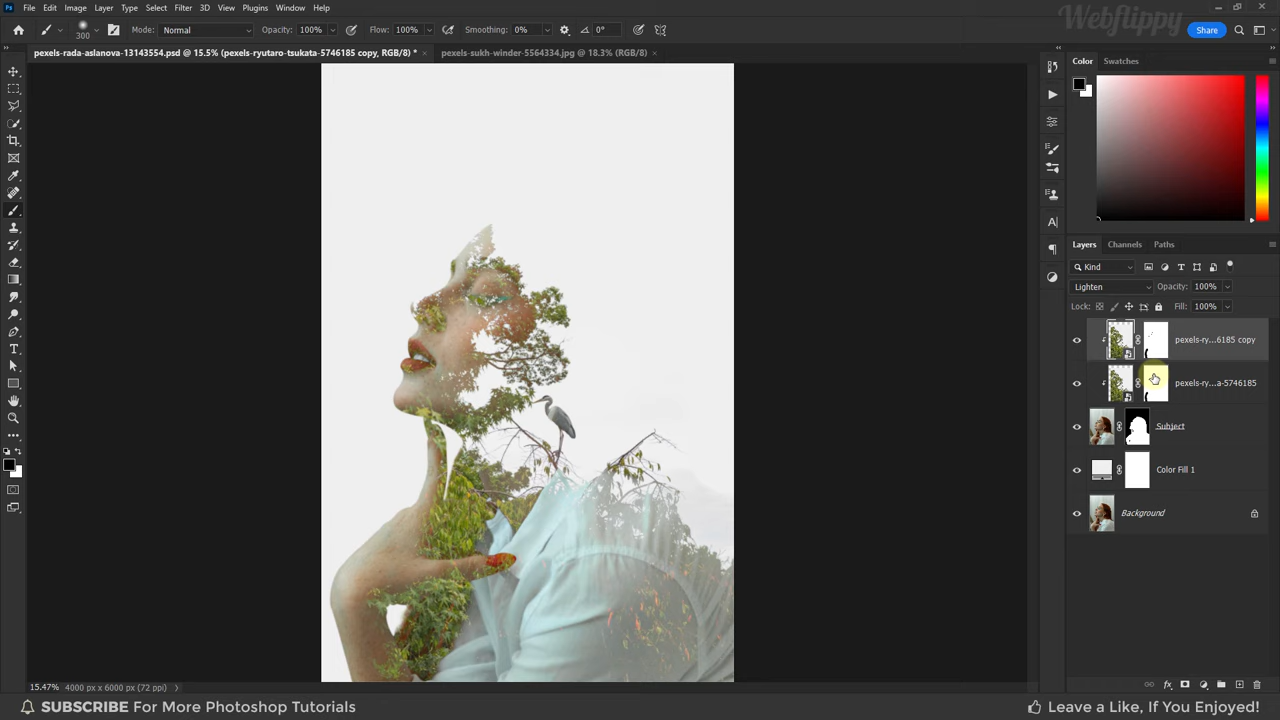 Ps File Edit Image Layer Type Select Filter 3D View Plugins Window Help
Webflippy
300 Mode: Normal Opacity: 100% Flow: 100% Smoothing: 0% 0° Share
pexels-rada-aslanova-13143554.psd @ 15.5% (pexels-ryutaro-tsukata-5746185 copy, RGB/8) * × pexels-sukh-winder-5564334.jpg @ 18.3% (RGB/8) ×
Color Swatches
Layers Channels Paths
Kind
Lighten Opacity: 100%
Lock: Fill: 100%
pexels-ry...6185 copy
pexels-ry...a-5746185
Subject
Color Fill 1
Background
15.47% 4000 px x 6000 px (72 ppi)
SUBSCRIBE For More Photoshop Tutorials
Leave a Like, If You Enjoyed!